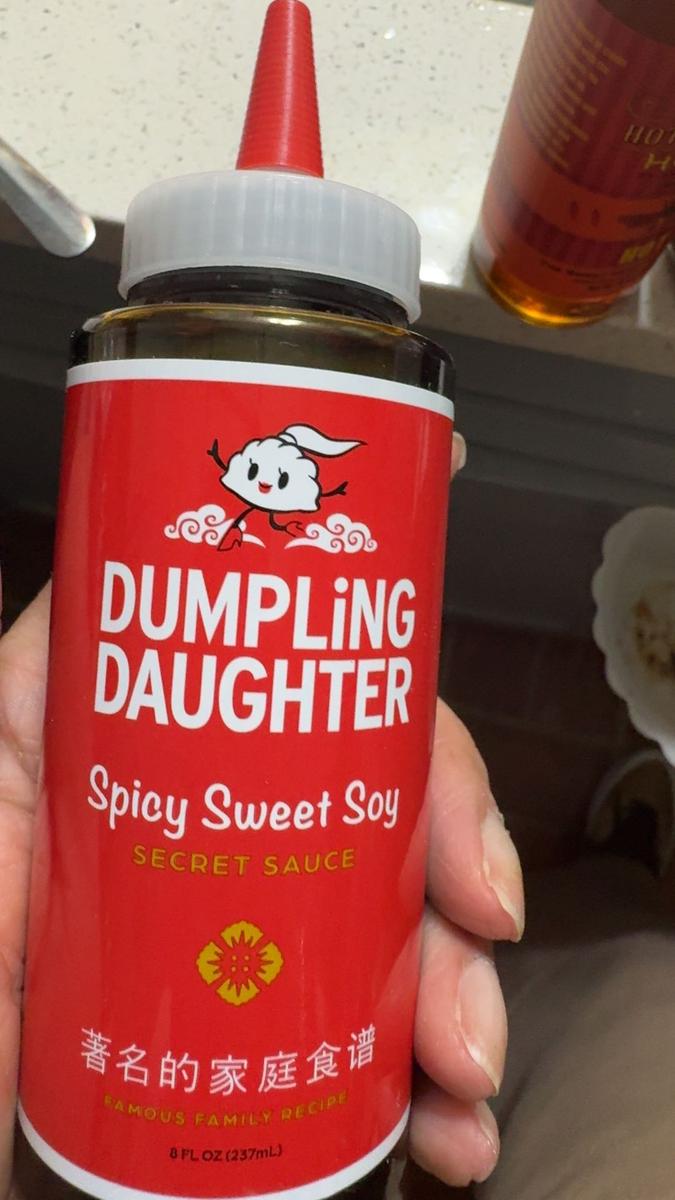 DUMPLiNG
DAUGHTER
Spicy Sweet Soy
SECRET SAUCE
著名的家庭食谱
FAMOUS FAMILY RECIPE
8 FL OZ (237mL)
HOT